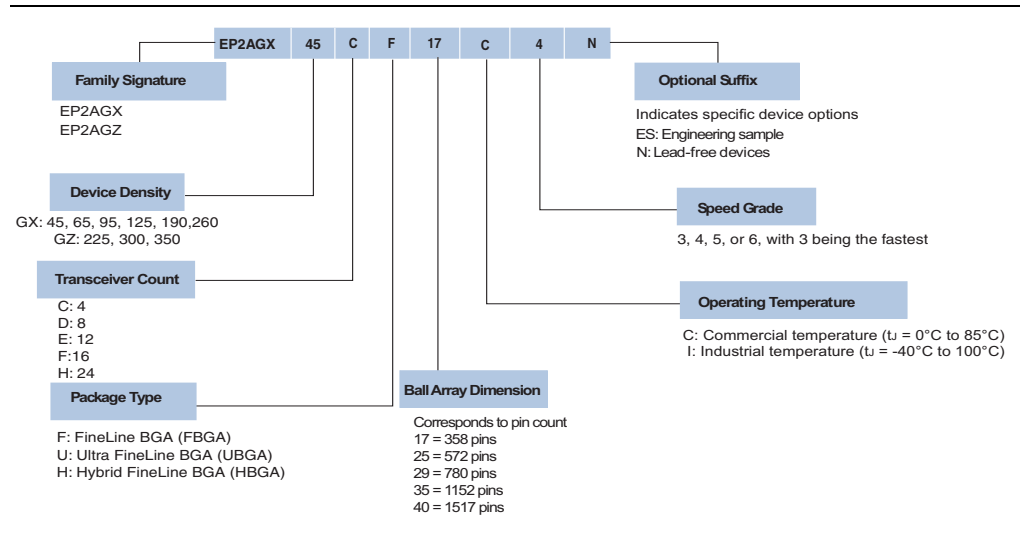 EP2AGX 45 C F 17 C 4 N
Family Signature
EP2AGX
EP2AGZ
Optional Suffix
Indicates specific device options
ES: Engineering sample
N: Lead-free devices
Device Density
GX: 45, 65, 95, 125, 190,260
GZ: 225, 300, 350
Speed Grade
3, 4, 5, or 6, with 3 being the fastest
Transceiver Count
C: 4
D: 8
E: 12
F:16
H: 24
Operating Temperature
C: Commercial temperature (tJ = 0°C to 85°C)
I: Industrial temperature (tJ = -40°C to 100°C)
Package Type
F: FineLine BGA (FBGA)
U: Ultra FineLine BGA (UBGA)
H: Hybrid FineLine BGA (HBGA)
Ball Array Dimension
Corresponds to pin count
17 = 358 pins
25 = 572 pins
29 = 780 pins
35 = 1152 pins
40 = 1517 pins